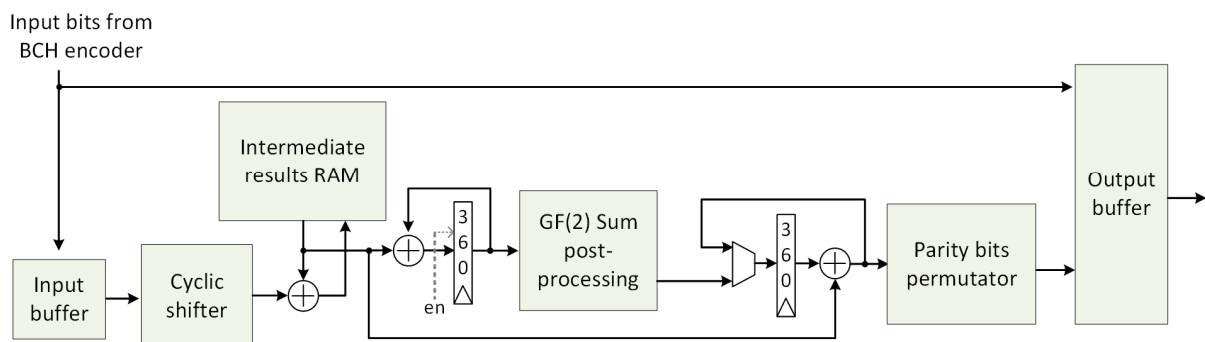 Input bits from
BCH encoder
Intermediate
results RAM
Input
buffer
Cyclic
shifter
3
6
0
en
GF(2) Sum
post-
processing
3
6
0
Parity bits
permutator
Output
buffer